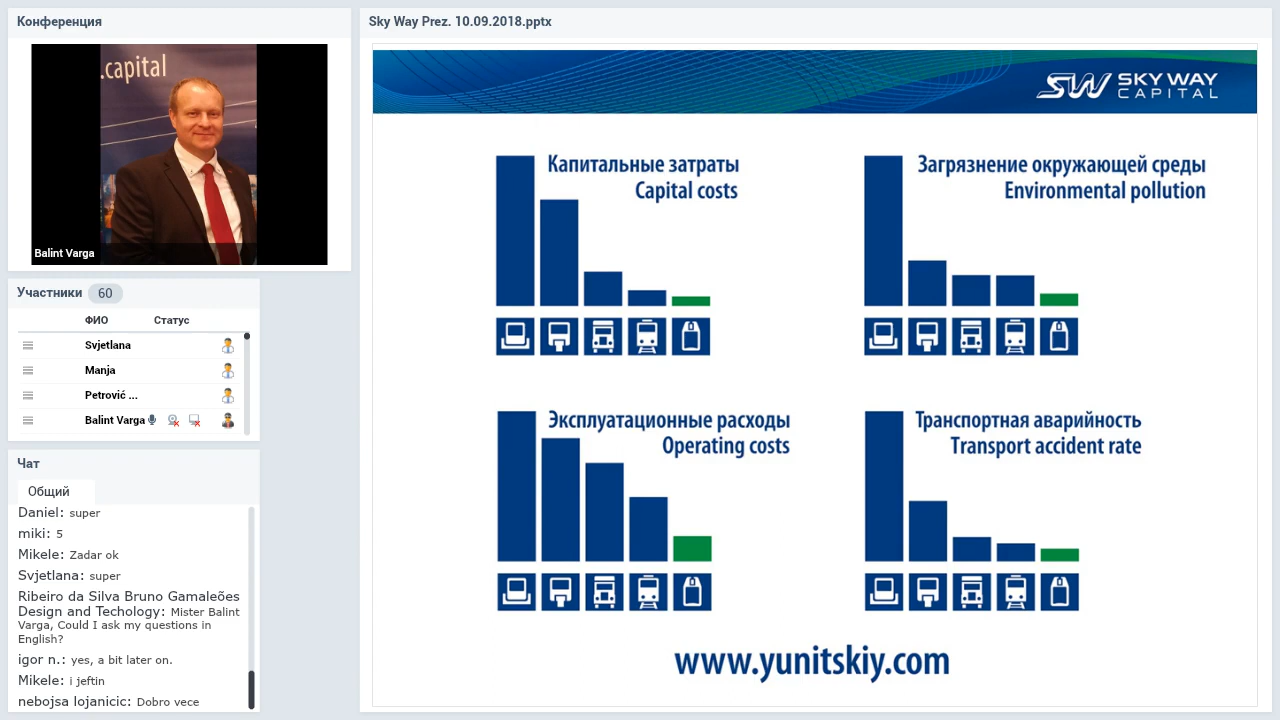 Конференция
.capital
Balint Varga
Участники 60
ФИО Статус
Svjetlana
Manja
Petrović ...
Balint Varga
Чат
Общий
Daniel: super
miki: 5
Mikele: Zadar ok
Svjetlana: super
Ribeiro da Silva Bruno Gamaleões
Design and Techology: Mister Balint
Varga, Could I ask my questions in
English?
igor n.: yes, a bit later on.
Mikele: i jeftin
nebojsa lojanicic: Dobro vece
Sky Way Prez. 10.09.2018.pptx
SW SKY WAY
CAPITAL
Капитальные затраты
Capital costs
Загрязнение окружающей среды
Environmental pollution
Эксплуатационные расходы
Operating costs
Транспортная аварийность
Transport accident rate
www.yunitskiy.com